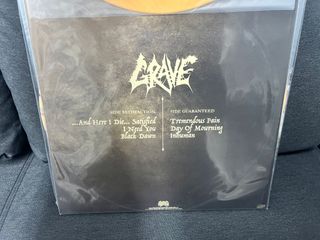 GRAVE
SIDE SATISFACTION
...And Here I Die... Satisfied
I Need You
Black Dawn
SIDE GUARANTEED
Tremendous Pain
Day Of Mourning
Inhuman